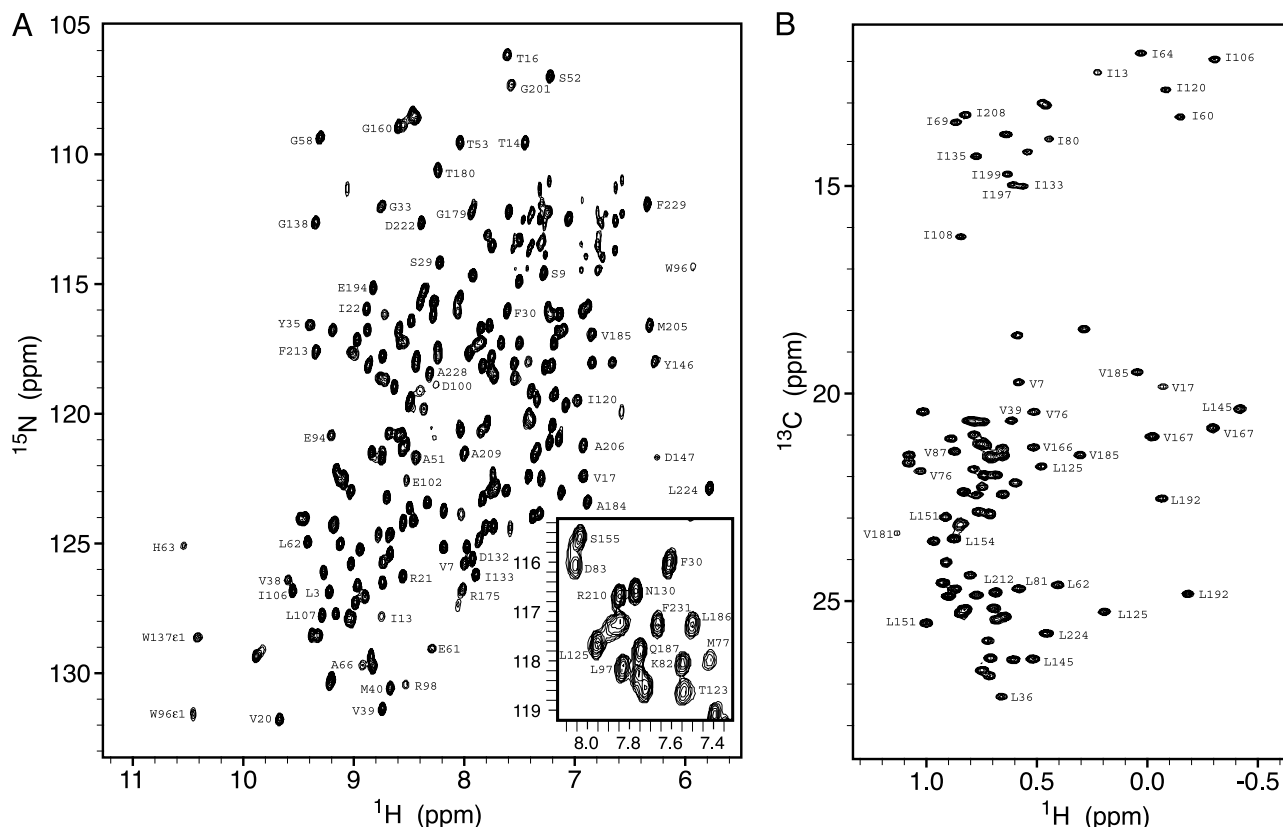 A
105
110
115
120
125
130
15N (ppm)
11 10 9 8 7 6
1H (ppm)
T16
S52
G201
G160
G58
T53
T14
T180
G33
G179
F229
G138
D222
S29
S9
W96
E194
I22
F30
Y35
M205
V185
F213
Y146
A228
D100
I120
E94
A206
A209
A51
D147
V17
E102
L224
A184
H63
L62
D132
V7
V38
I133
I106
L3
R21
R175
L107
I13
W137ε1
E61
A66
M40
R98
W96ε1
V20
V39
116
117
118
119
8.0 7.8 7.6 7.4
S155
D83
F30
R210
N130
F231
L186
L125
Q187
M77
L97
K82
T123
B
15
20
25
13C (ppm)
1.0 0.5 0.0 -0.5
1H (ppm)
I64
I106
I13
I120
I208
I60
I69
I80
I135
I199
I197
I133
I108
V185
V7
V17
V39
V76
L145
V167
V167
V87
V166
V185
V76
L125
L192
L151
V181
L154
L212
L81
L62
L192
L125
L151
L224
L145
L36